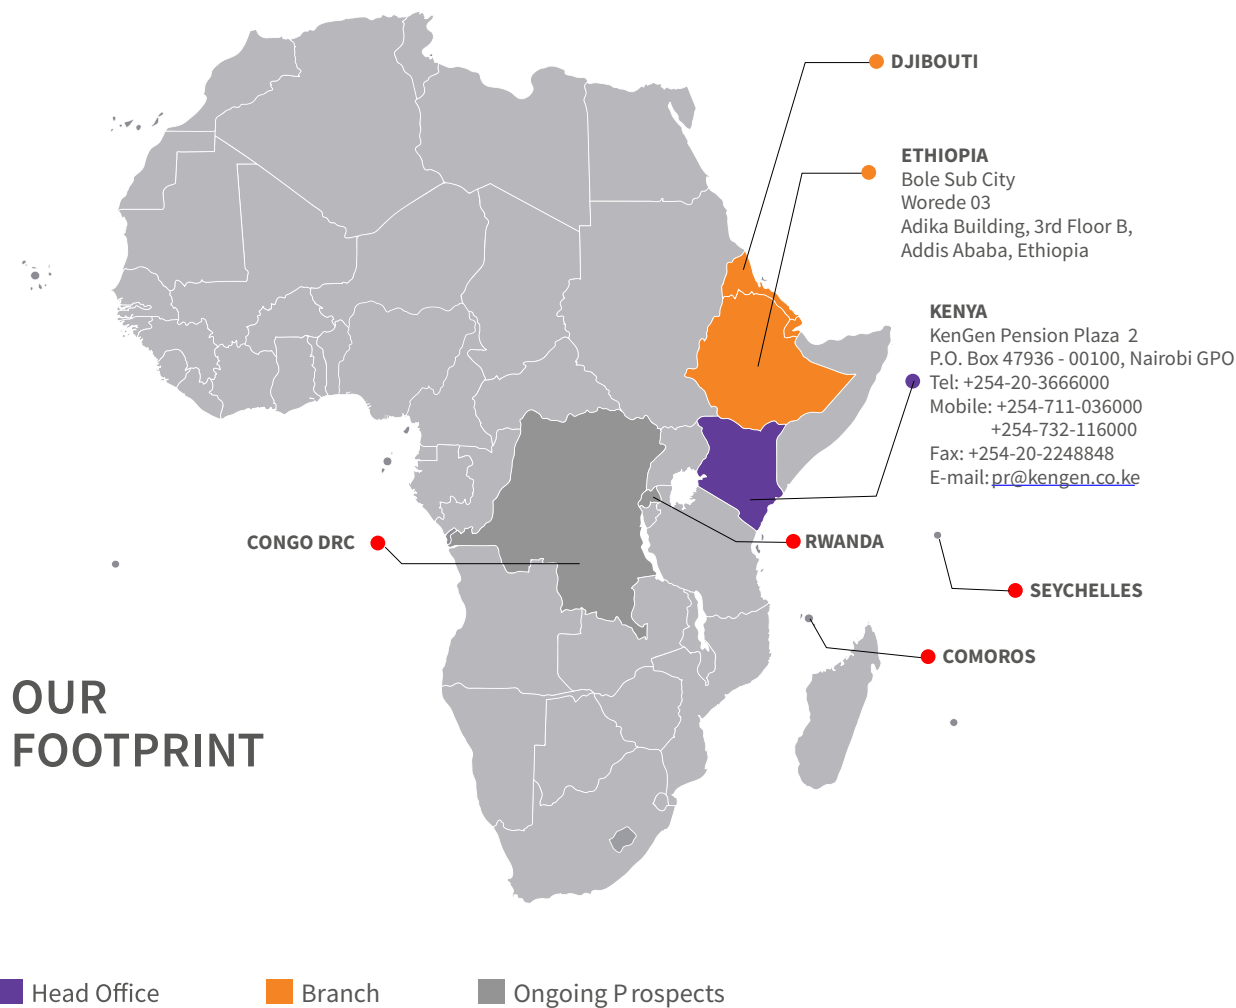 DJIBOUTI
ETHIOPIA
Bole Sub City
Worede 03
Adika Building, 3rd Floor B,
Addis Ababa, Ethiopia
KENYA
KenGen Pension Plaza 2
P.O. Box 47936 - 00100, Nairobi GPO
Tel: +254-20-3666000
Mobile: +254-711-036000
+254-732-116000
Fax: +254-20-2248848
E-mail: pr@kengen.co.ke
CONGO DRC
RWANDA
SEYCHELLES
COMOROS
OUR
FOOTPRINT
Head Office
Branch
Ongoing Prospects